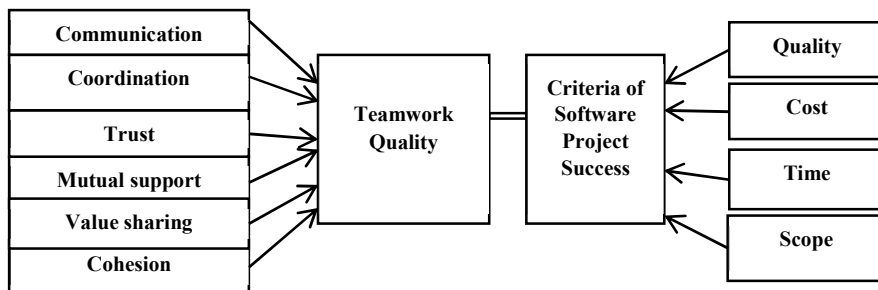 Communication
Coordination
Trust
Mutual support
Value sharing
Cohesion
Teamwork
Quality
Criteria of
Software
Project
Success
Quality
Cost
Time
Scope